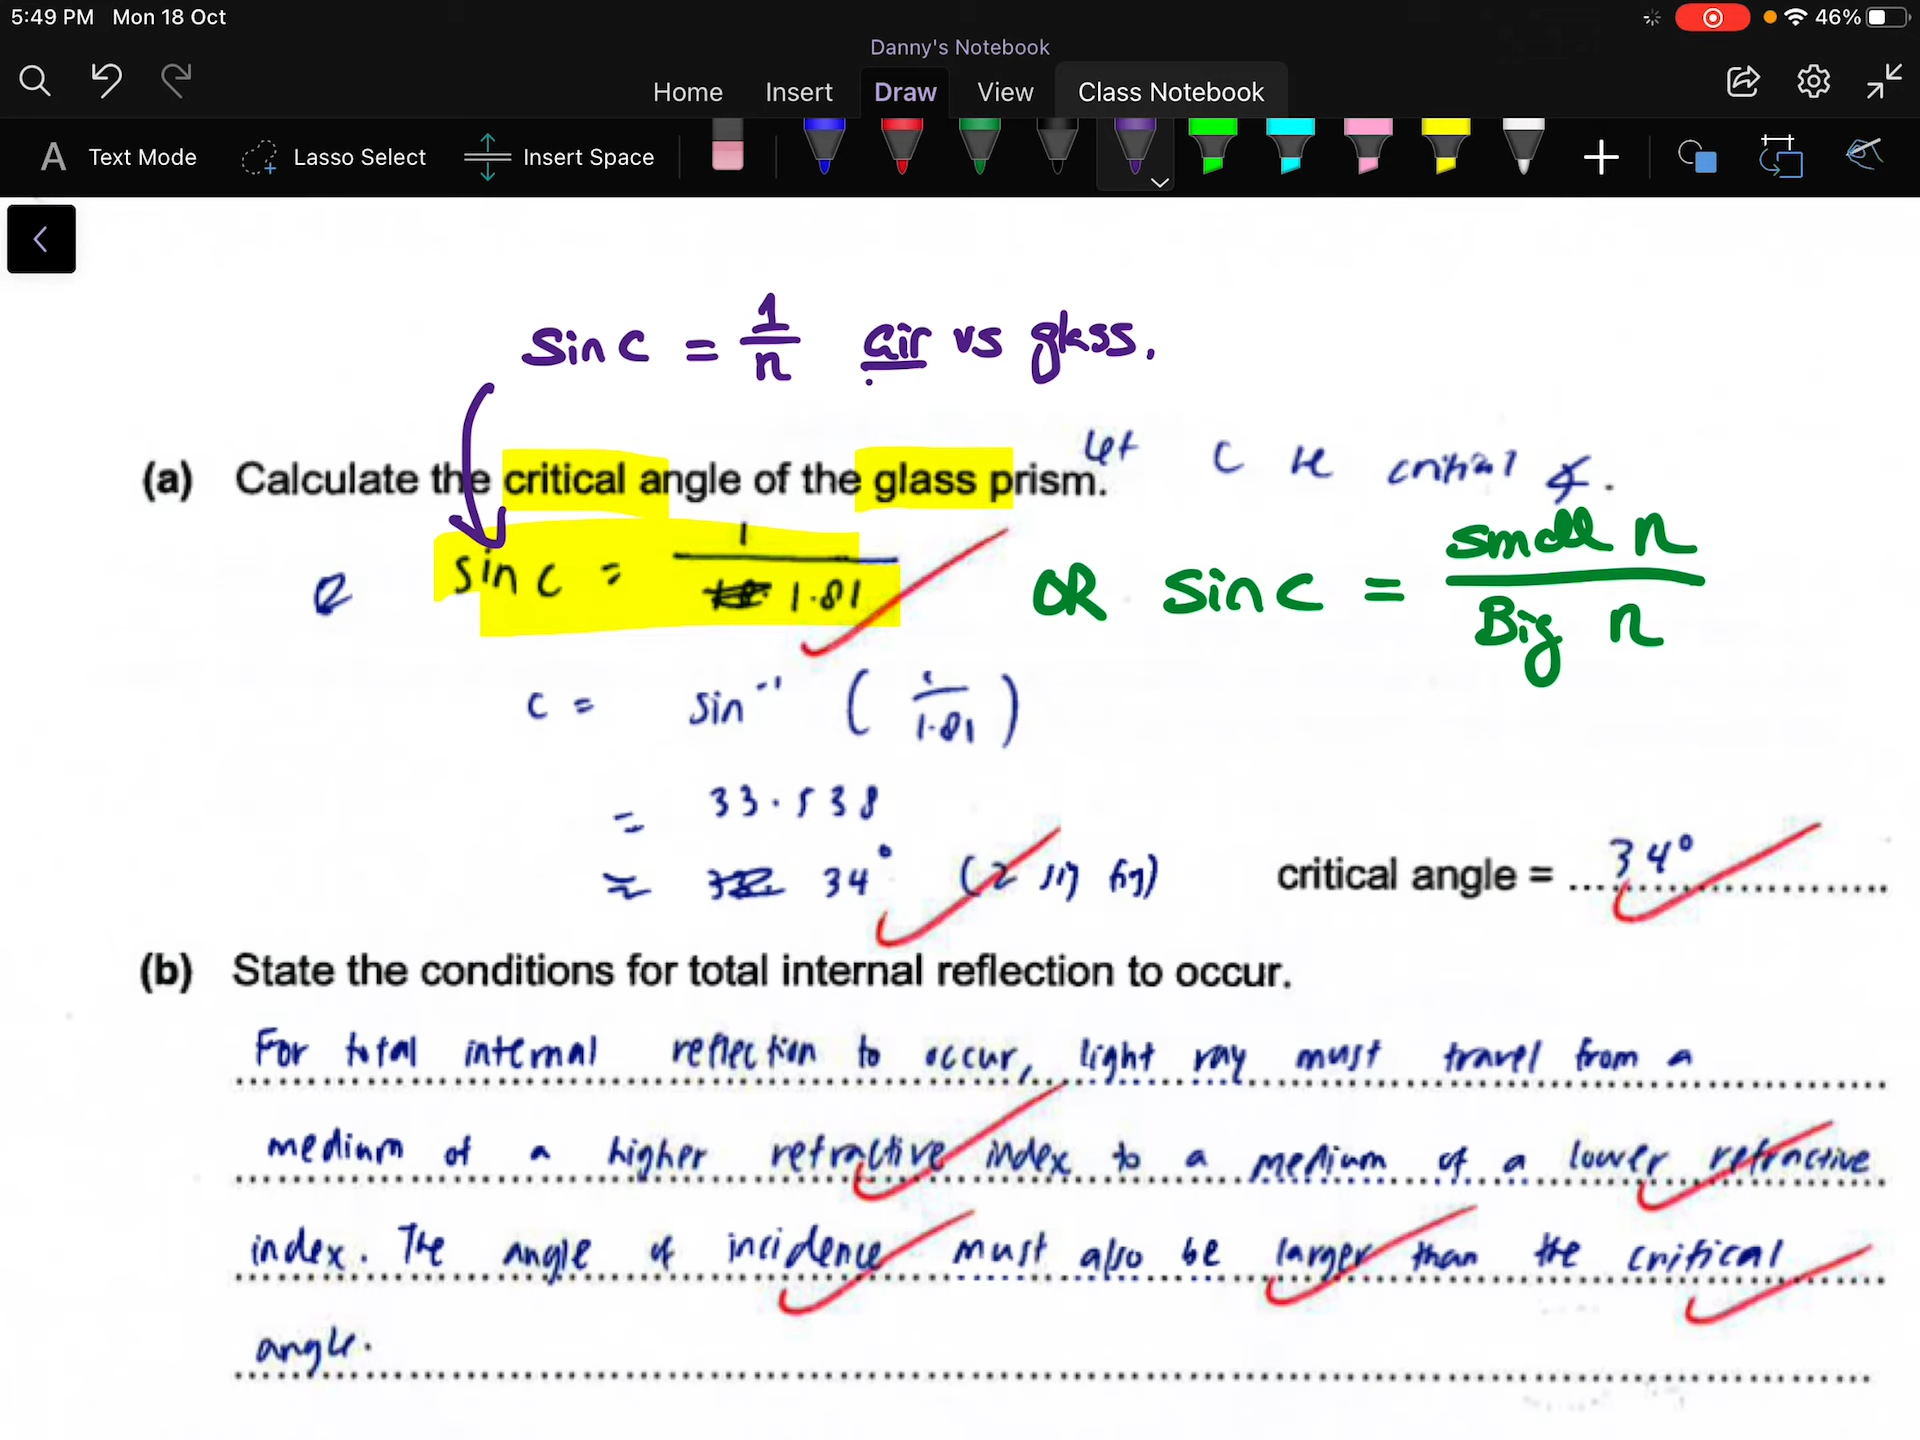 5:49 PM Mon 18 Oct
46%
Danny's Notebook
Home Insert Draw View Class Notebook
A Text Mode Lasso Select Insert Space
sin c = 1/n air vs glass.
Let c be critical ∡.
(a) Calculate the critical angle of the glass prism.
sin c = 1/1.81 OR sin c = small n/Big n
c = sin⁻¹ (1/1.81)
= 33.538
≈ 34° (2 sig fig) critical angle = 34°
(b) State the conditions for total internal reflection to occur.
For total internal reflection to occur, light ray must travel from a
medium of a higher refractive index to a medium of a lower refractive
index. The angle of incidence must also be larger than the critical
angle.